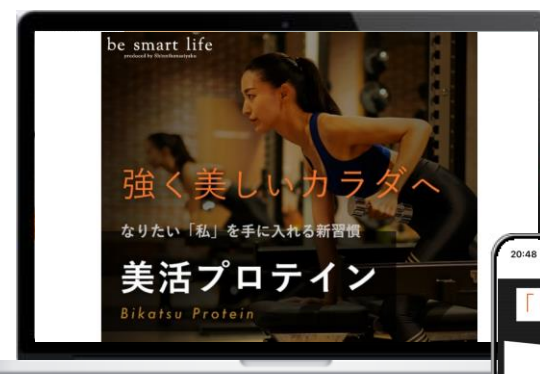 be smart life
produced by Shinnihonseiyaku
強く美しいカラダへ
なりたい「私」を手に入れる新習慣
美活プロテイン
Bikatsu Protein
20:48
「